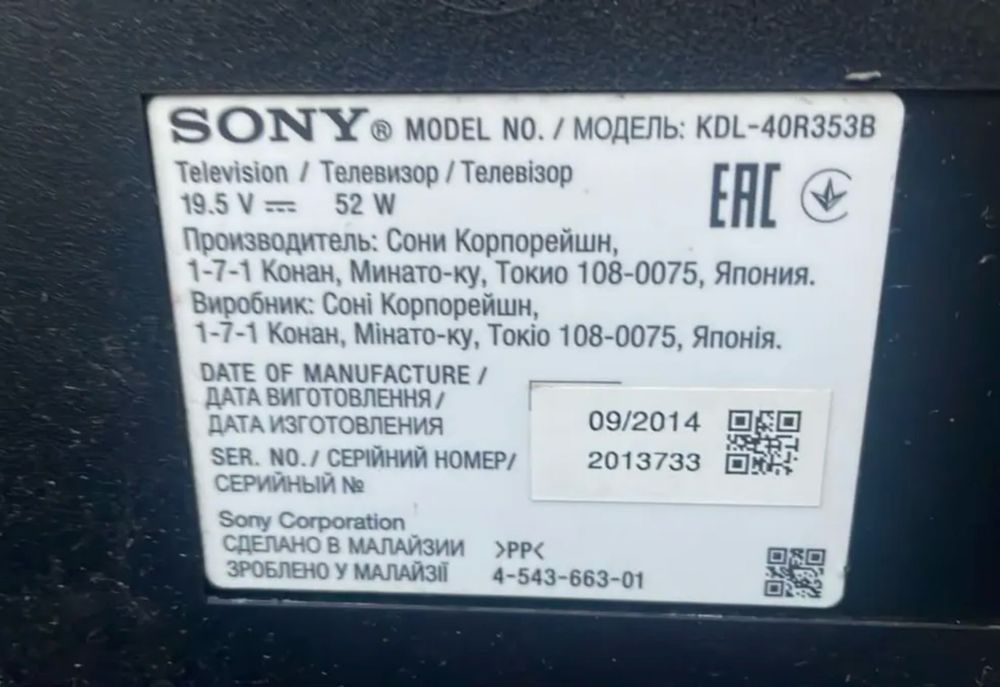 SONY® MODEL NO. / МОДЕЛЬ: KDL-40R353B
Television / Телевизор / Телевізор
EAC
19.5 V ⎓ 52 W
Производитель: Сони Корпорейшн,
1-7-1 Конан, Минато-ку, Токио 108-0075, Япония.
Виробник: Соні Корпорейшн,
1-7-1 Конан, Мінато-ку, Токіо 108-0075, Японія.
DATE OF MANUFACTURE /
ДАТА ВИГОТОВЛЕННЯ /
ДАТА ИЗГОТОВЛЕНИЯ
09/2014
SER. NO. / СЕРІЙНИЙ НОМЕР/
СЕРИЙНЫЙ №
2013733
Sony Corporation
СДЕЛАНО В МАЛАЙЗИИ >PP<
ЗРОБЛЕНО У МАЛАЙЗІЇ 4-543-663-01